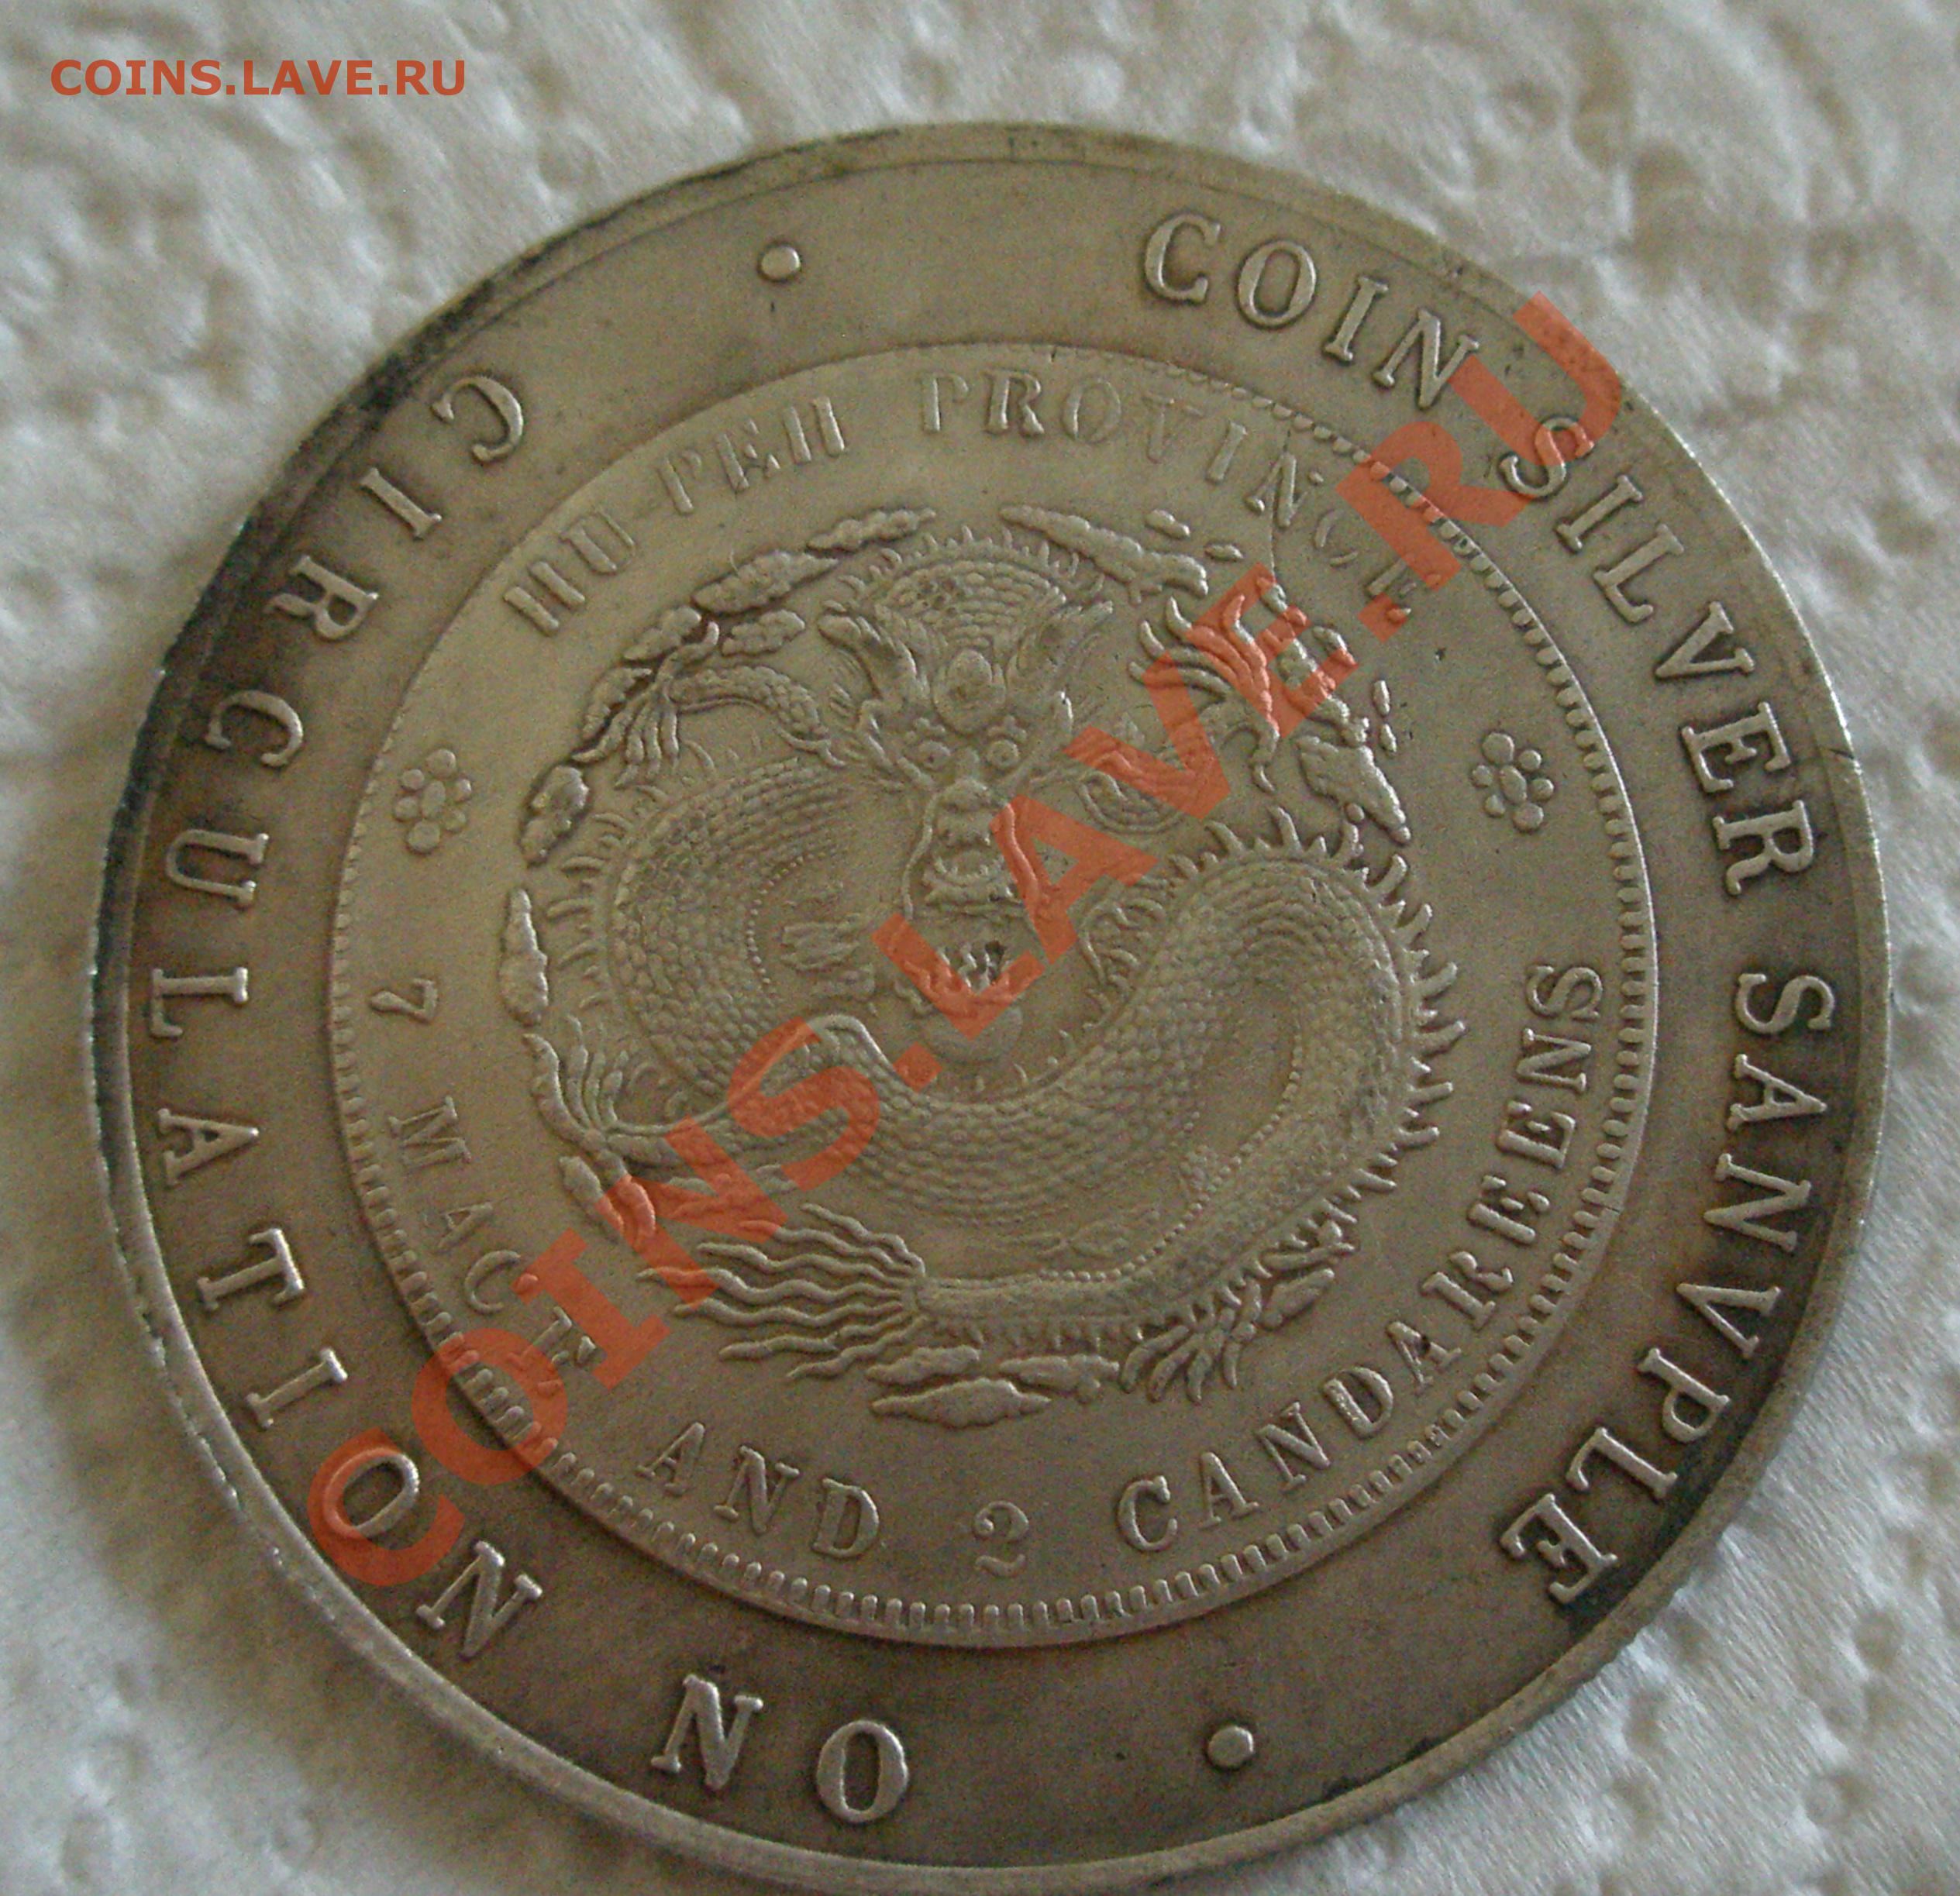 COINS.LAVE.RU
COIN SILVER SANVPLE
CIRCULATION NO
HU-PEH PROVINCE
7 MACE AND 2 CANDAREENS
COINS.LAVE.RU